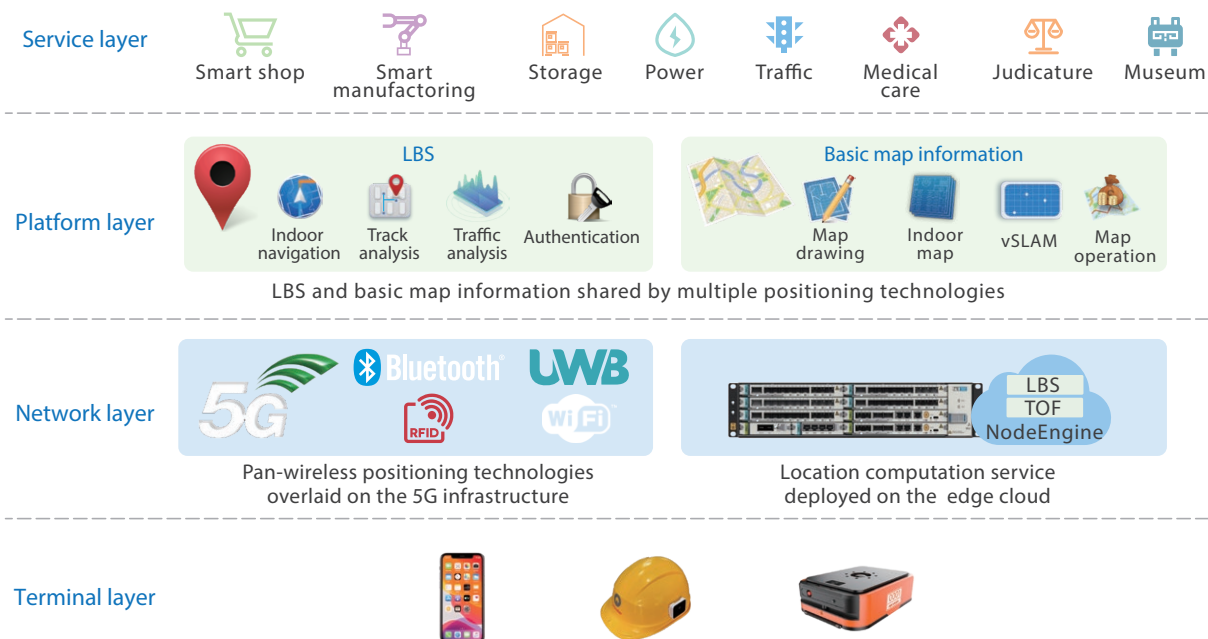 Service layer
Smart shop
Smart
manufactoring
Storage
Power
Traffic
Medical
care
Judicature
Museum
Platform layer
LBS
Indoor
navigation
Track
analysis
Traffic
analysis
Authentication
Basic map information
Map
drawing
Indoor
map
vSLAM
Map
operation
LBS and basic map information shared by multiple positioning technologies
Network layer
5G
Bluetooth
UWB
RFID
WiFi
Pan-wireless positioning technologies
overlaid on the 5G infrastructure
LBS
TOF
NodeEngine
Location computation service
deployed on the edge cloud
Terminal layer